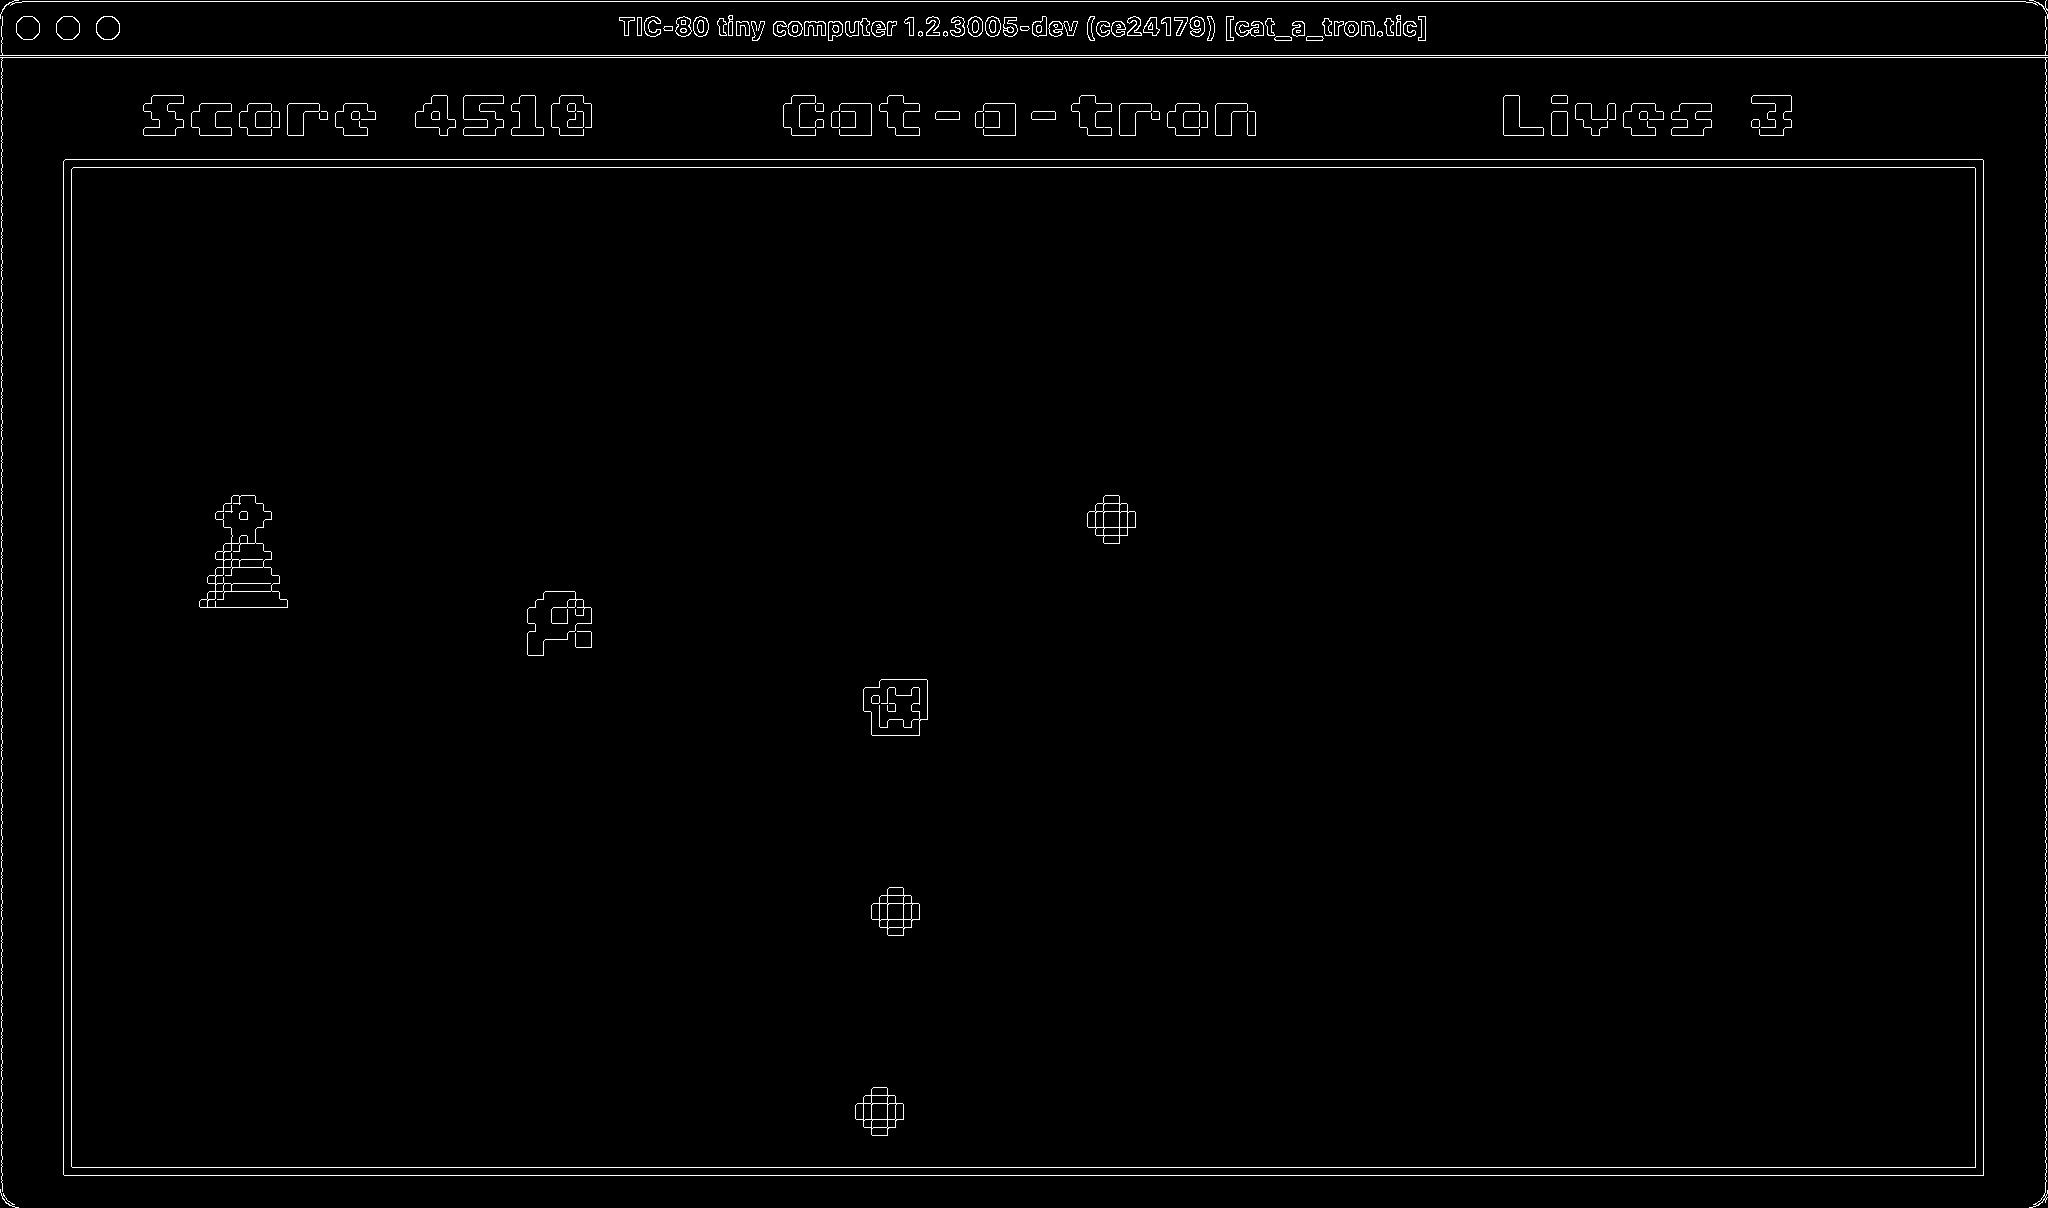 TIC-80 tiny computer 1.2.3005-dev (ce24179) [cat_a_tron.tic]
Score 4510 Cat-a-tron Lives 3